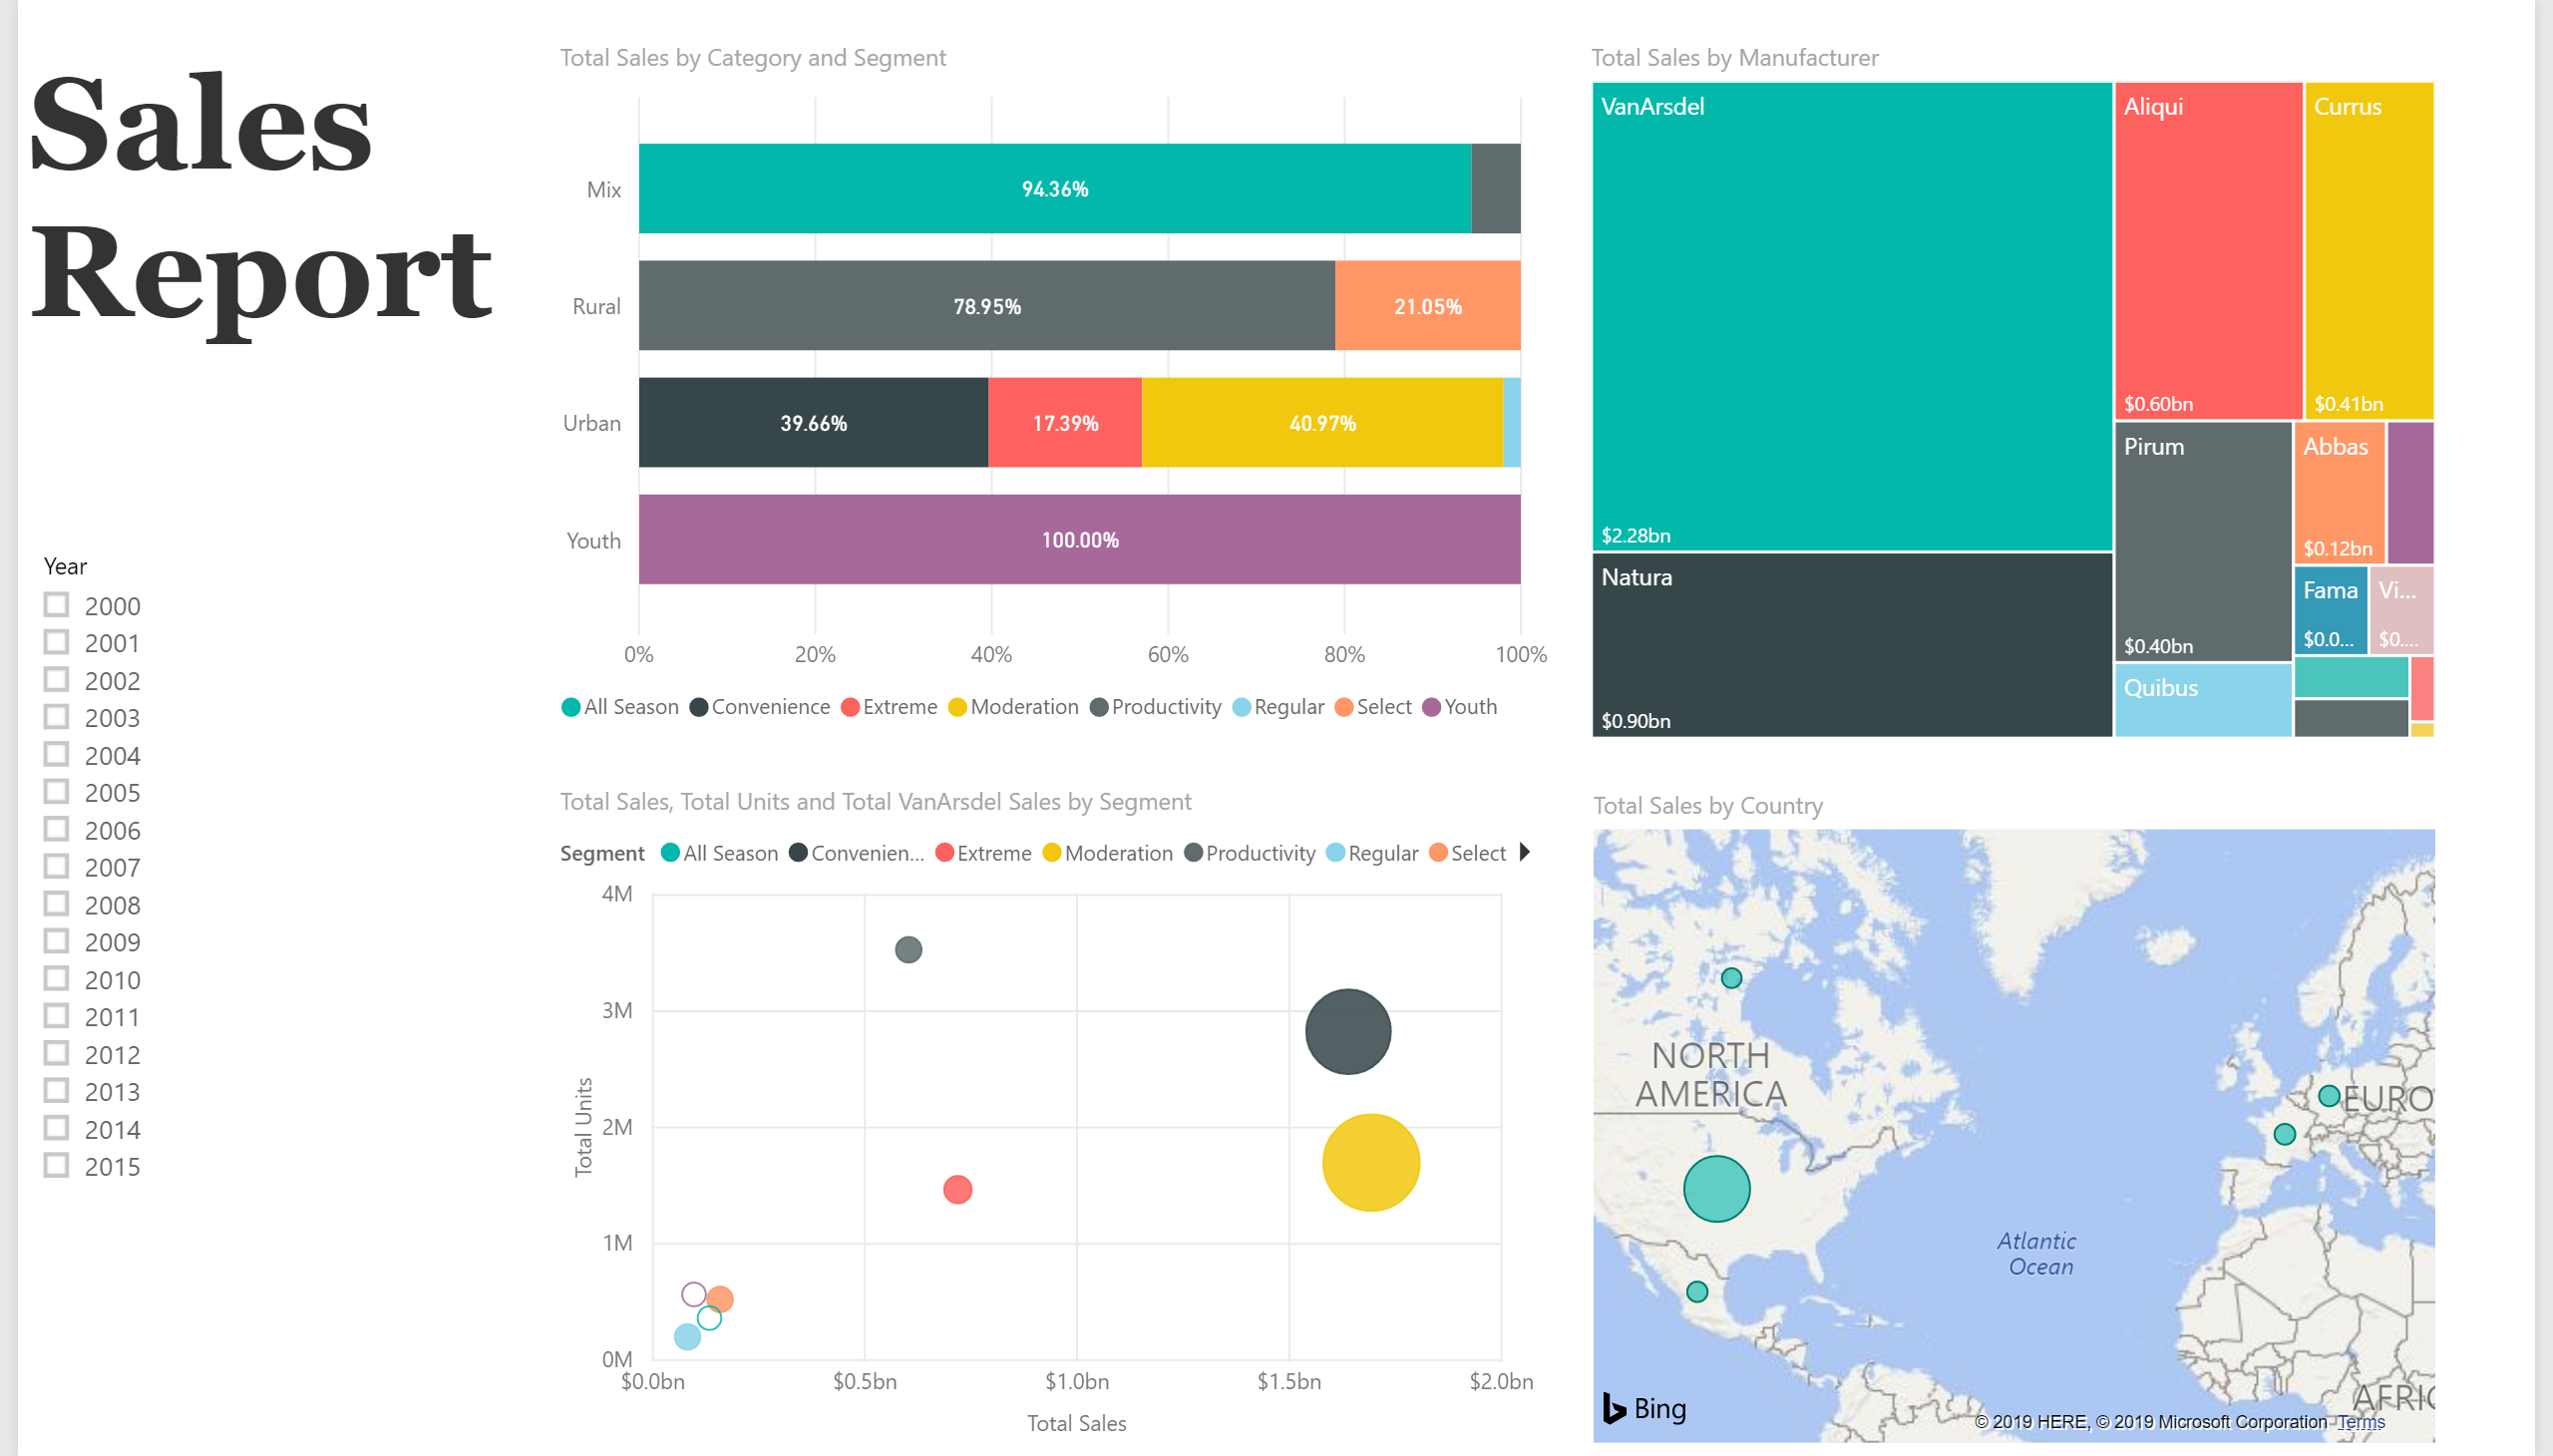 Sales
Report
Year
2000
2001
2002
2003
2004
2005
2006
2007
2008
2009
2010
2011
2012
2013
2014
2015
Total Sales by Category and Segment
Mix
94.36%
Rural
78.95% 21.05%
Urban
39.66% 17.39% 40.97%
Youth
100.00%
0% 20% 40% 60% 80% 100%
All Season Convenience Extreme Moderation Productivity Regular Select Youth
Total Sales by Manufacturer
VanArsdel
$2.28bn
Natura
$0.90bn
Aliqui
$0.60bn
Currus
$0.41bn
Pirum
$0.40bn
Abbas
$0.12bn
Fama
$0.0...
Vi...
$0....
Quibus
Total Sales, Total Units and Total VanArsdel Sales by Segment
Segment All Season Convenien... Extreme Moderation Productivity Regular Select
Total Units
4M
3M
2M
1M
0M
$0.0bn $0.5bn $1.0bn $1.5bn $2.0bn
Total Sales
Total Sales by Country
NORTH
AMERICA
EURO
Atlantic
Ocean
AFRIC
Bing
© 2019 HERE, © 2019 Microsoft Corporation Terms